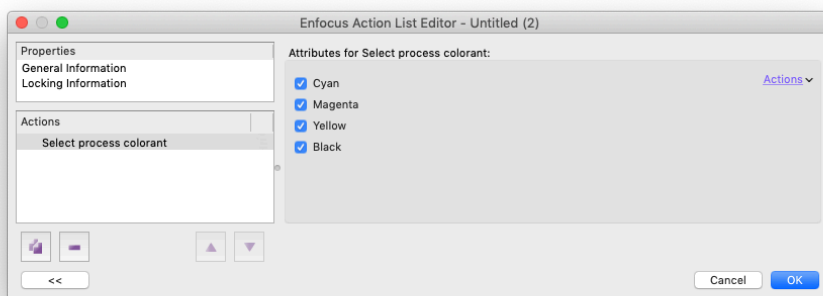 Enfocus Action List Editor - Untitled (2)
Properties
General Information
Locking Information
Actions
Select process colorant
<<
Attributes for Select process colorant:
Cyan
Magenta
Yellow
Black
Actions
Cancel
OK